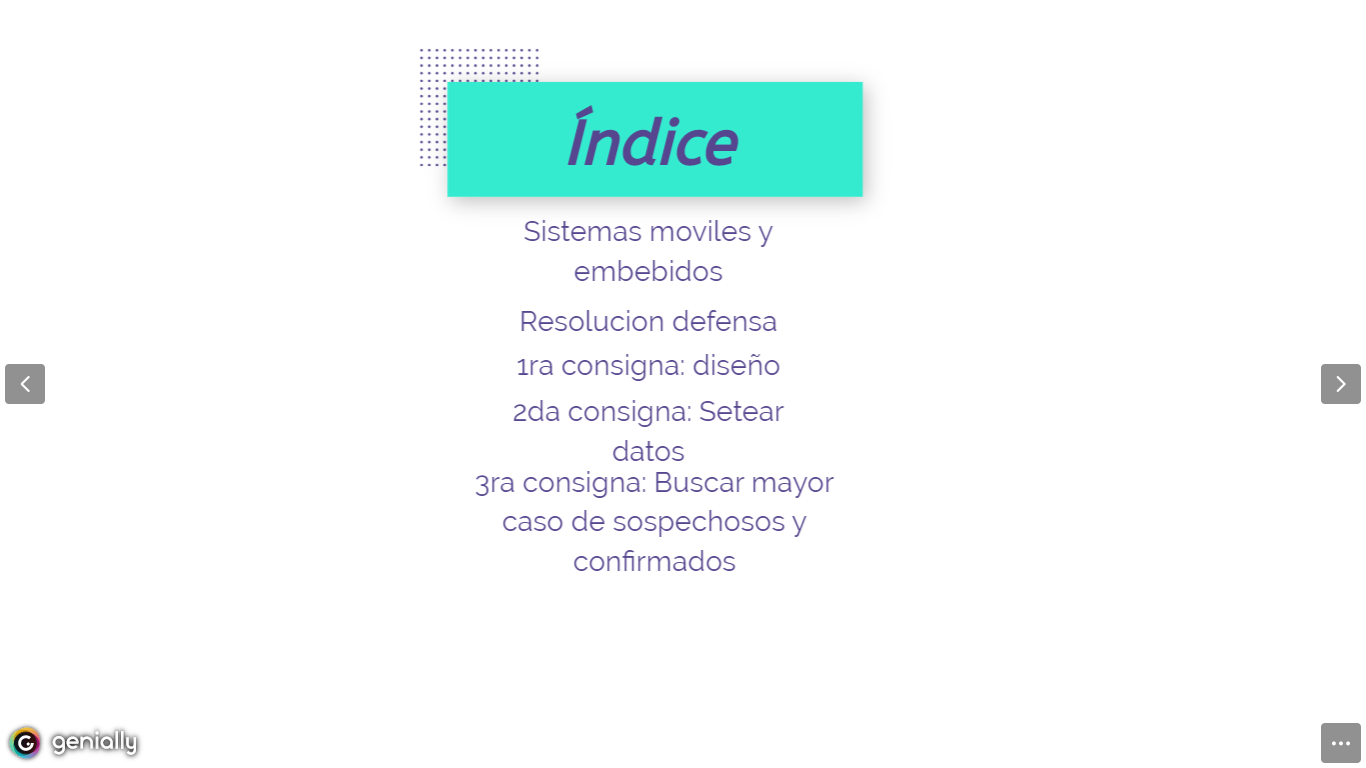 Índice
Sistemas moviles y
embebidos
Resolucion defensa
1ra consigna: diseño
2da consigna: Setear
datos
3ra consigna: Buscar mayor
caso de sospechosos y
confirmados
genially